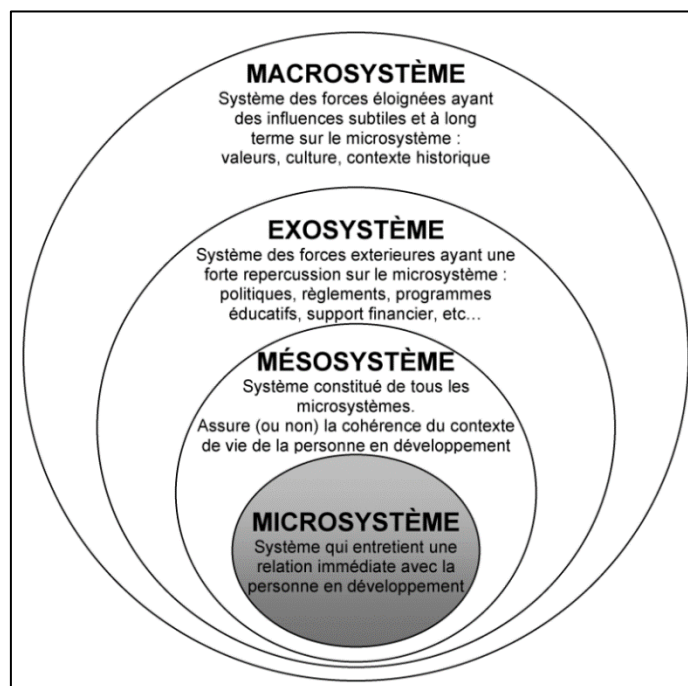 MACROSYSTÈME
Système des forces éloignées ayant
des influences subtiles et à long
terme sur le microsystème :
valeurs, culture, contexte historique
EXOSYSTÈME
Système des forces exterieures ayant une
forte repercussion sur le microsystème :
politiques, règlements, programmes
éducatifs, support financier, etc…
MÉSOSYSTÈME
Système constitué de tous les
microsystèmes.
Assure (ou non) la cohérence du contexte
de vie de la personne en développement
MICROSYSTÈME
Système qui entretient une
relation immédiate avec la
personne en développement